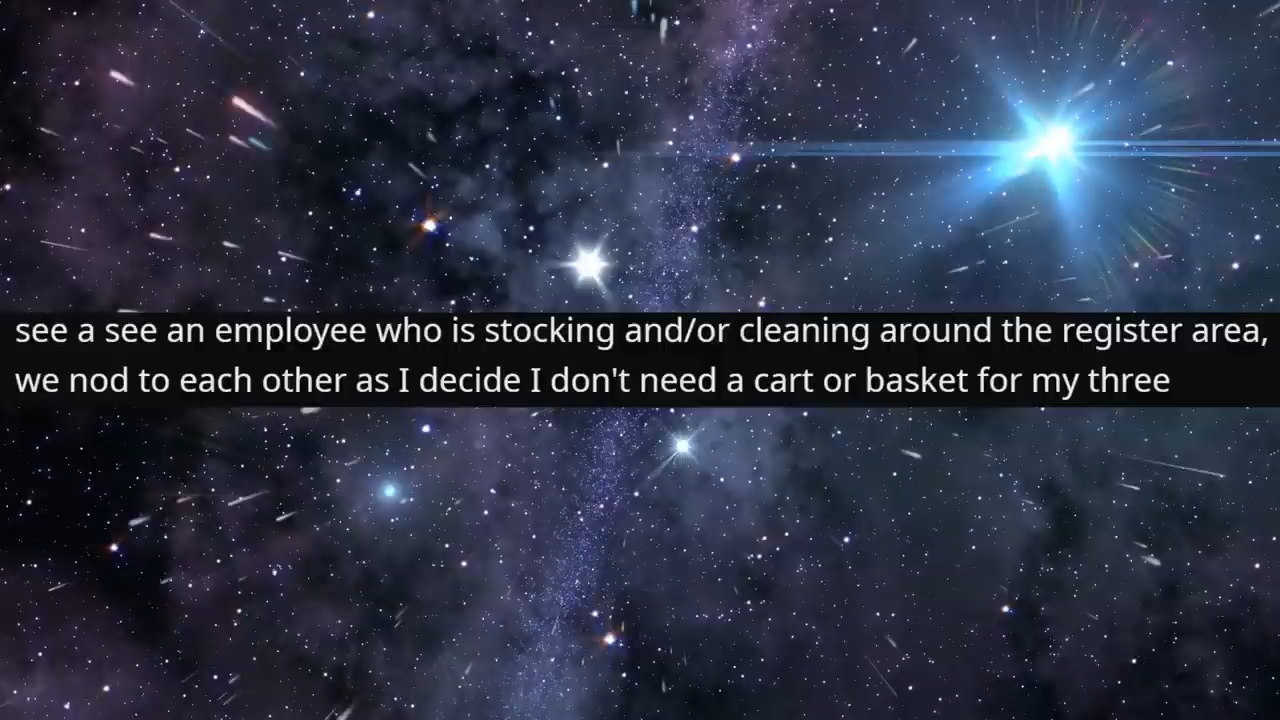 see a see an employee who is stocking and/or cleaning around the register area,
we nod to each other as I decide I don't need a cart or basket for my three